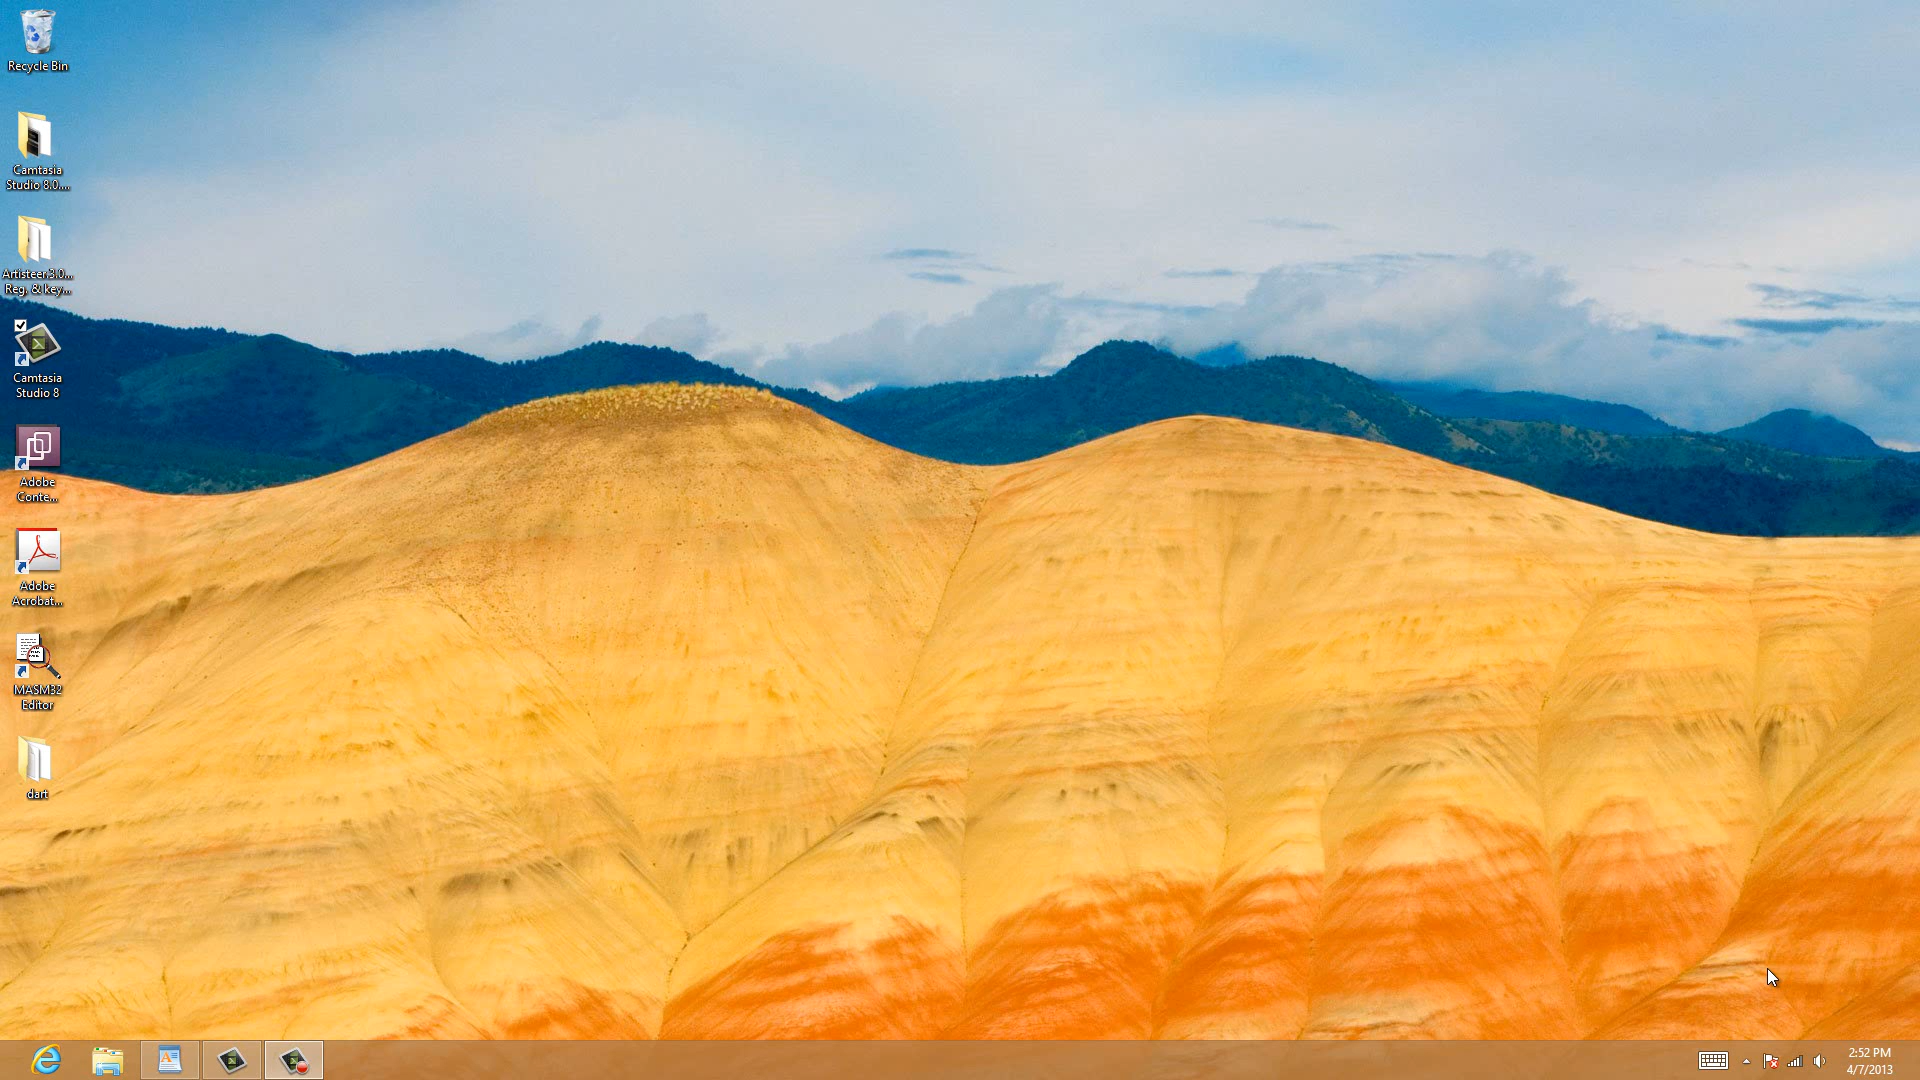 Recycle Bin
Camtasia
Studio 8.0....
Artisteer.3.0...
Reg. & key...
Camtasia
Studio 8
Adobe
Conte...
Adobe
Acrobat...
MASM32
Editor
dart
2:52 PM
4/7/2013